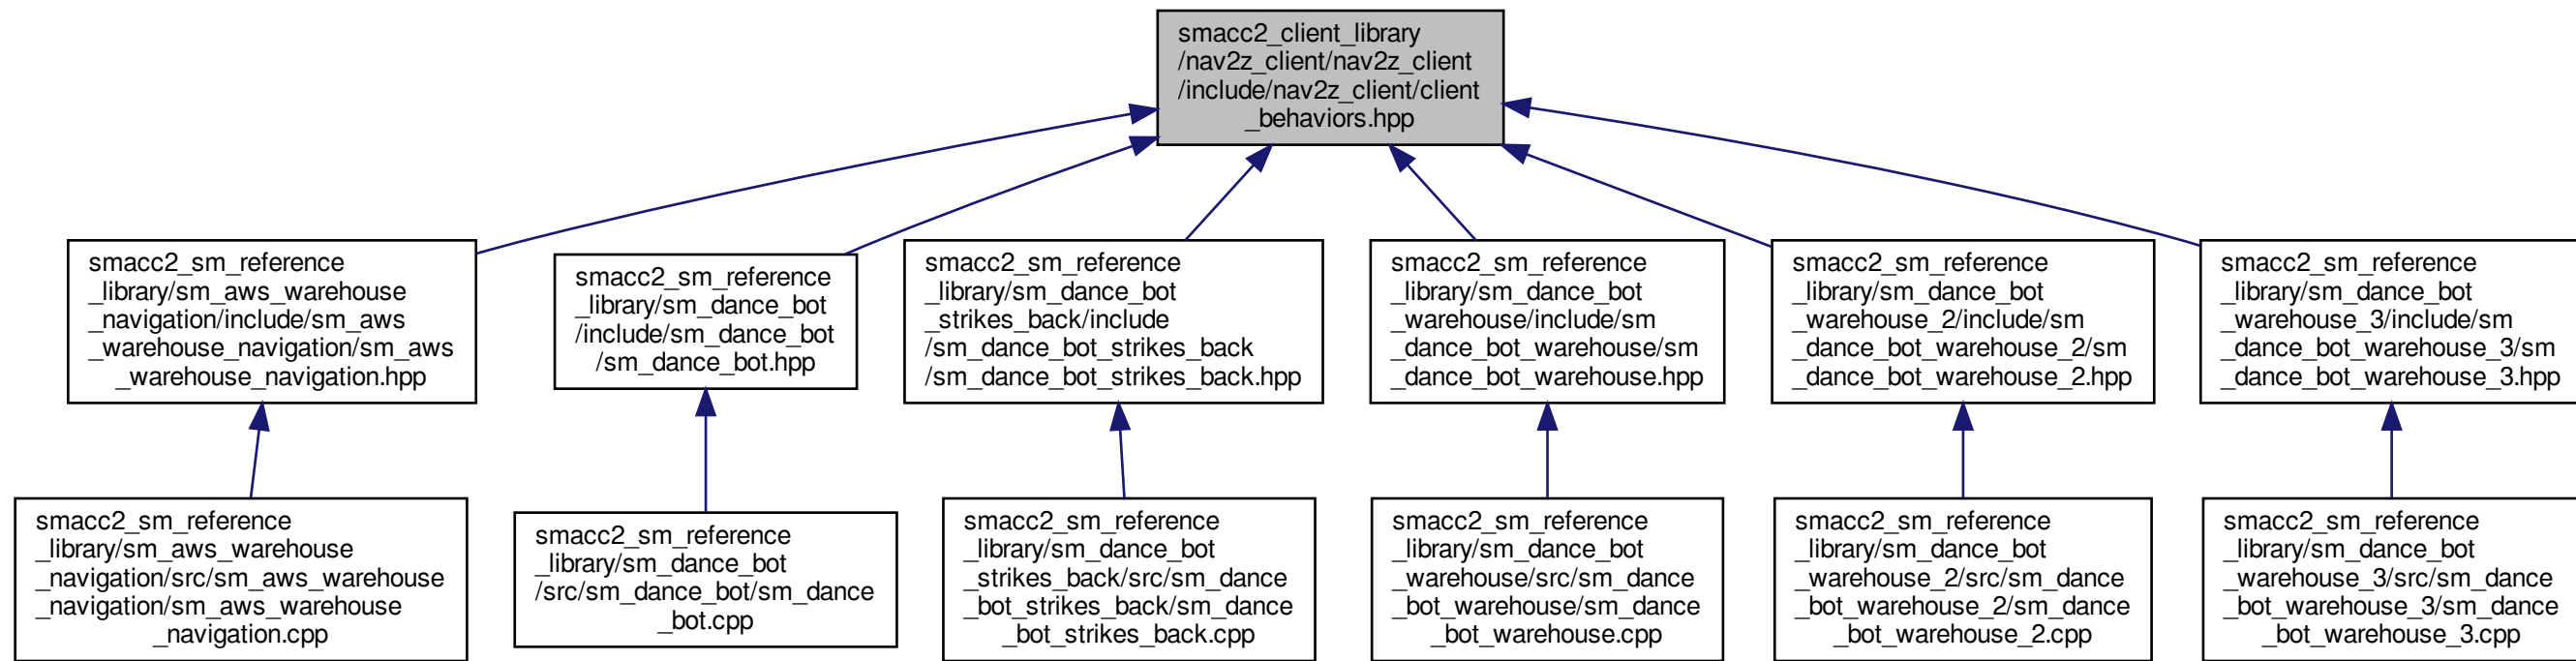 smacc2_client_library
/nav2z_client/nav2z_client
/include/nav2z_client/client
_behaviors.hpp
smacc2_sm_reference
_library/sm_aws_warehouse
_navigation/include/sm_aws
_warehouse_navigation/sm_aws
_warehouse_navigation.hpp
smacc2_sm_reference
_library/sm_dance_bot
/include/sm_dance_bot
/sm_dance_bot.hpp
smacc2_sm_reference
_library/sm_dance_bot
_strikes_back/include
/sm_dance_bot_strikes_back
/sm_dance_bot_strikes_back.hpp
smacc2_sm_reference
_library/sm_dance_bot
_warehouse/include/sm
_dance_bot_warehouse/sm
_dance_bot_warehouse.hpp
smacc2_sm_reference
_library/sm_dance_bot
_warehouse_2/include/sm
_dance_bot_warehouse_2/sm
_dance_bot_warehouse_2.hpp
smacc2_sm_reference
_library/sm_dance_bot
_warehouse_3/include/sm
_dance_bot_warehouse_3/sm
_dance_bot_warehouse_3.hpp
smacc2_sm_reference
_library/sm_aws_warehouse
_navigation/src/sm_aws_warehouse
_navigation/sm_aws_warehouse
_navigation.cpp
smacc2_sm_reference
_library/sm_dance_bot
/src/sm_dance_bot/sm_dance
_bot.cpp
smacc2_sm_reference
_library/sm_dance_bot
_strikes_back/src/sm_dance
_bot_strikes_back/sm_dance
_bot_strikes_back.cpp
smacc2_sm_reference
_library/sm_dance_bot
_warehouse/src/sm_dance
_bot_warehouse/sm_dance
_bot_warehouse.cpp
smacc2_sm_reference
_library/sm_dance_bot
_warehouse_2/src/sm_dance
_bot_warehouse_2/sm_dance
_bot_warehouse_2.cpp
smacc2_sm_reference
_library/sm_dance_bot
_warehouse_3/src/sm_dance
_bot_warehouse_3/sm_dance
_bot_warehouse_3.cpp